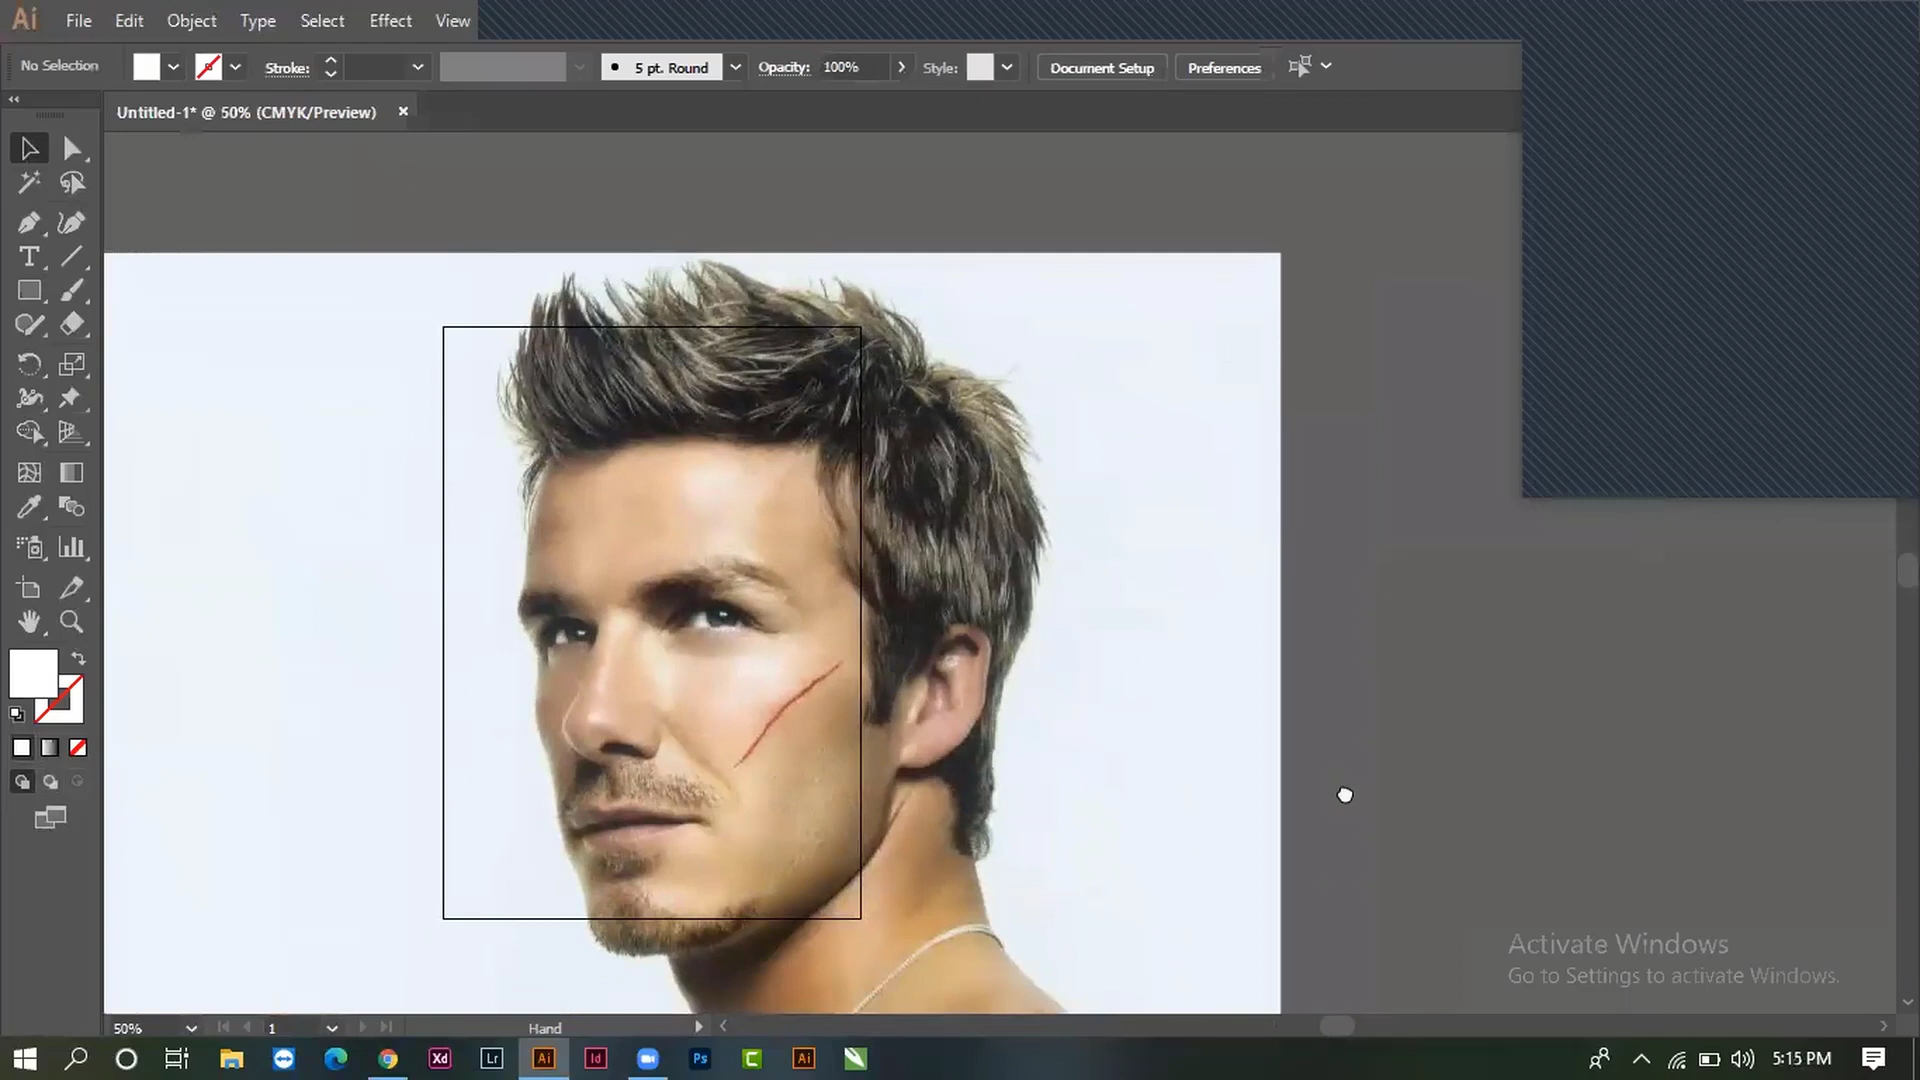 Ai File Edit Object Type Select Effect View
No Selection Stroke: 5 pt. Round Opacity: 100% Style: Document Setup Preferences
Untitled-1* @ 50% (CMYK/Preview)
T
Activate Windows
Go to Settings to activate Windows.
50% 1 Hand
Xd Lr Ai Id Ps C Ai 5:15 PM